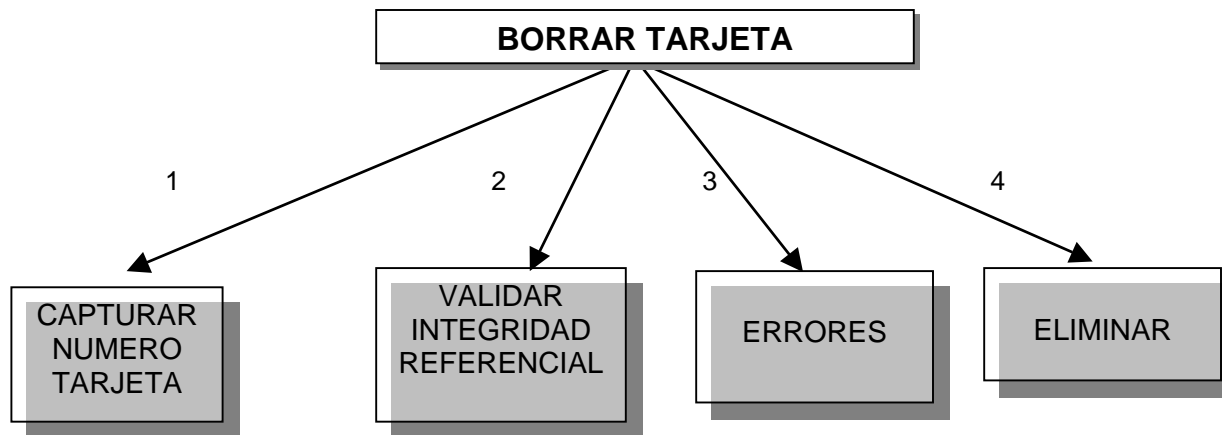 BORRAR TARJETA
1
2
3
4
CAPTURAR
NUMERO
TARJETA
VALIDAR
INTEGRIDAD
REFERENCIAL
ERRORES
ELIMINAR